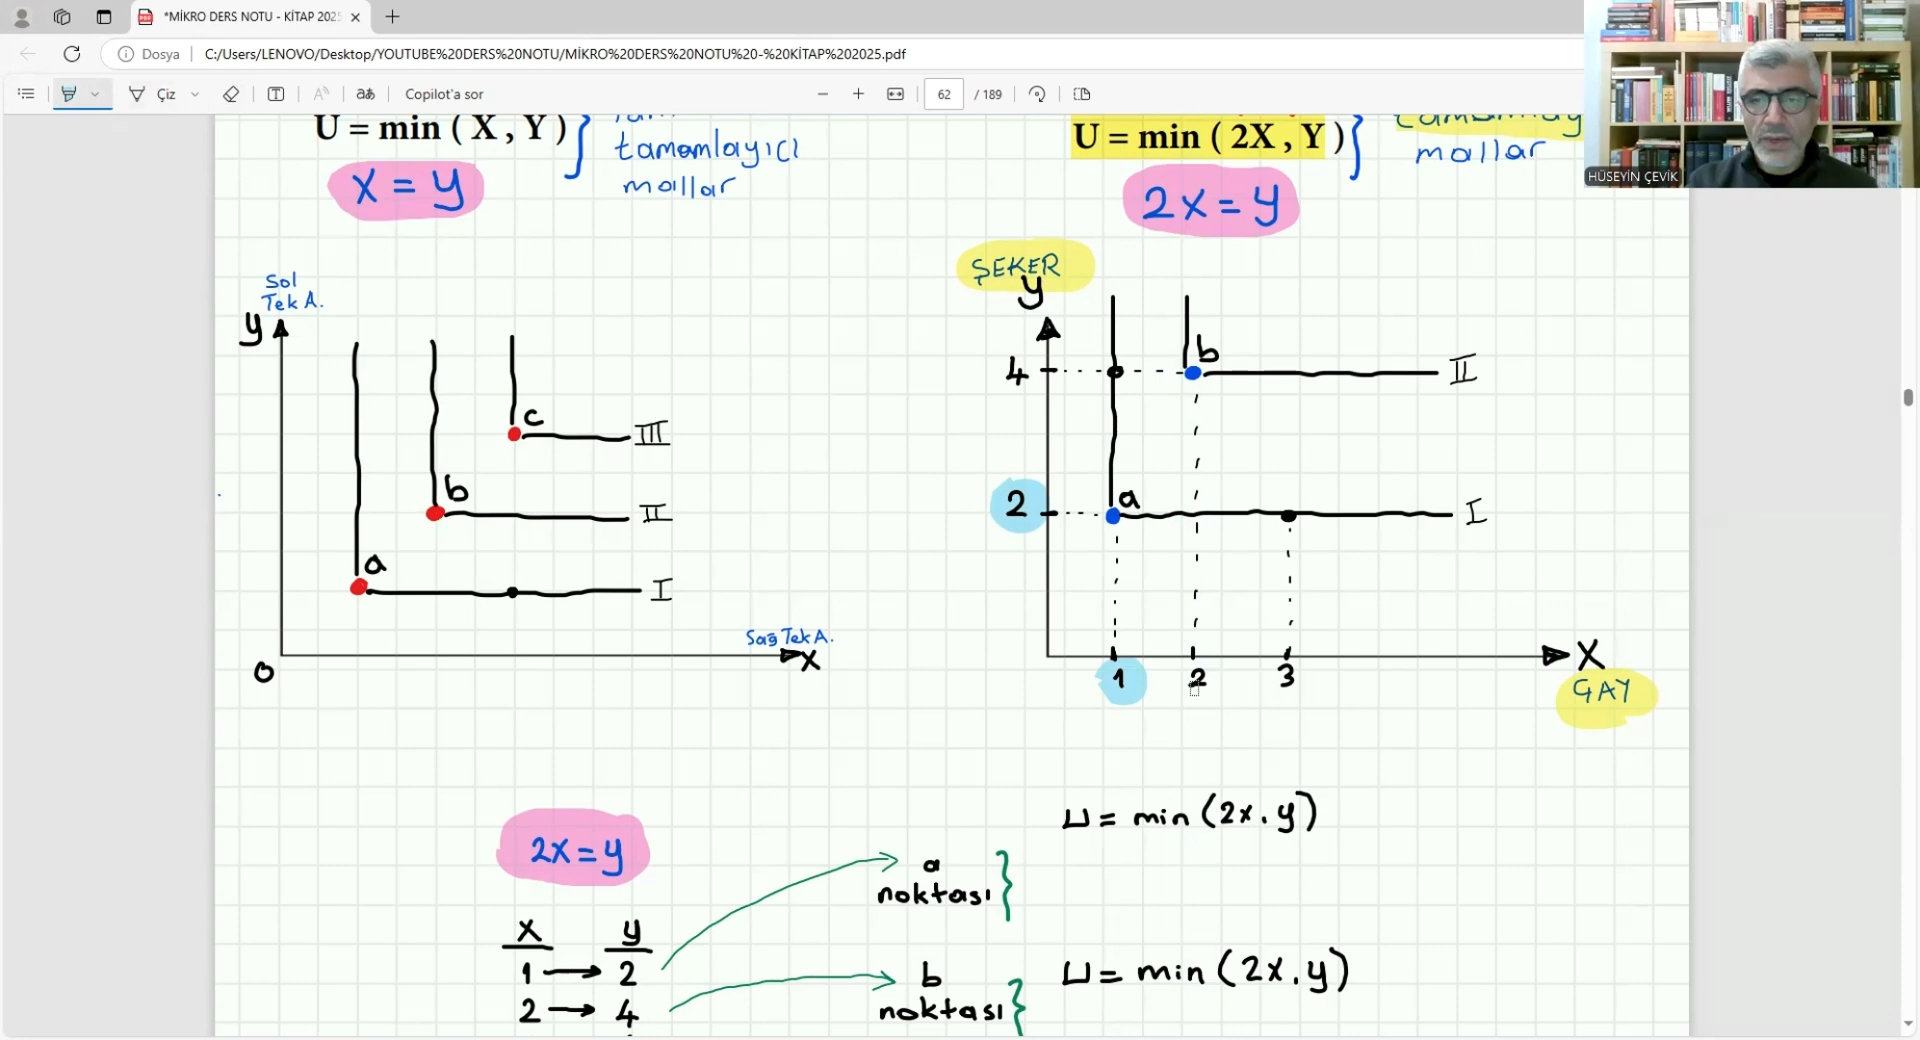 *MİKRO DERS NOTU - KİTAP 2025
Dosya
C:/Users/LENOVO/Desktop/YOUTUBE%20DERS%20NOTU/MİKRO%20DERS%20NOTU%20-%20KİTAP%202025.pdf
Çiz
Copilot'a sor
62 / 189
HÜSEYİN ÇEVİK
U = min ( X , Y )
tamamlayıcı
mallar
x = y
U = min ( 2X , Y )
mallar
2x = y
Sol
Tek A.
y
c
III
b
II
a
I
Sağ Tek A.
x
0
ŞEKER
y
4
b
II
2
a
I
1
2
3
X
ÇAY
2x = y
x y
1 → 2
2 → 4
a
noktası
U = min (2x, y)
b
noktası
U = min (2x, y)